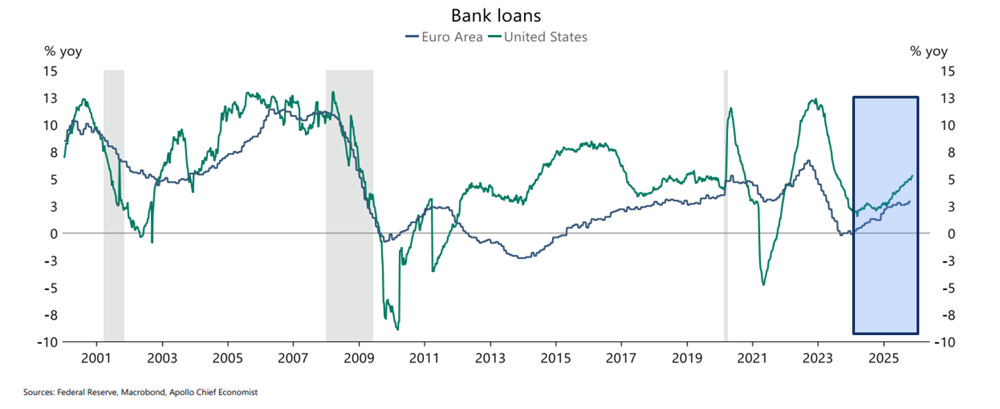 Bank loans
Euro Area United States
% yoy % yoy
15 15
13 13
10 10
8 8
5 5
3 3
0 0
-3 -3
-5 -5
-8 -8
-10 -10
2001 2003 2005 2007 2009 2011 2013 2015 2017 2019 2021 2023 2025
Sources: Federal Reserve, Macrobond, Apollo Chief Economist